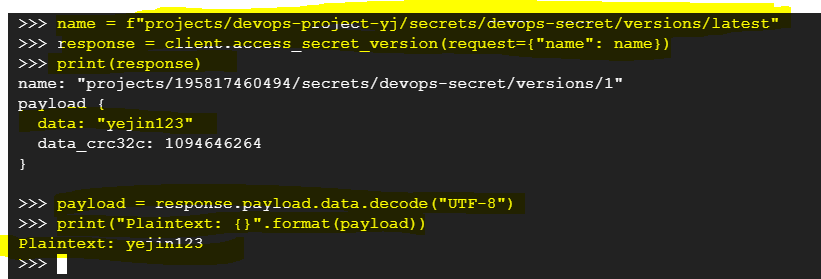 >>> name = f"projects/devops-project-yj/secrets/devops-secret/versions/latest"
>>> response = client.access_secret_version(request={"name": name})
>>> print(response)
name: "projects/195817460494/secrets/devops-secret/versions/1"
payload {
  data: "yejin123"
  data_crc32c: 1094646264
}
>>> payload = response.payload.data.decode("UTF-8")
>>> print("Plaintext: {}".format(payload))
Plaintext: yejin123
>>>